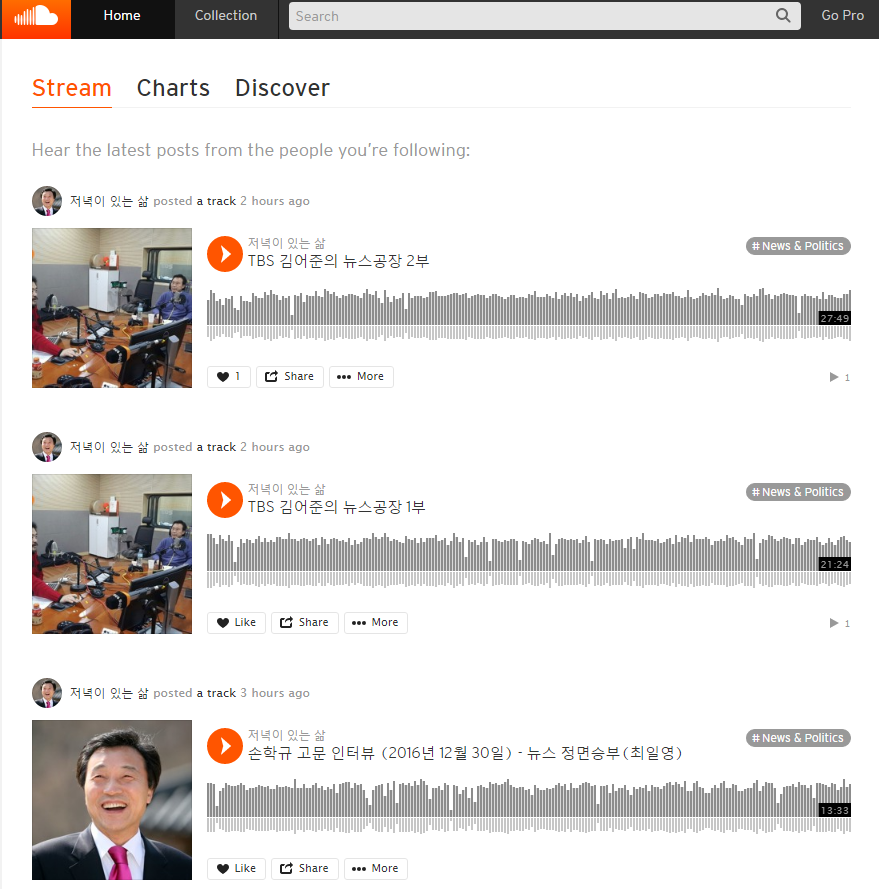 Home Collection Search Go Pro
Stream Charts Discover
Hear the latest posts from the people you're following:
저녁이 있는 삶 posted a track 2 hours ago
저녁이 있는 삶
# News & Politics
TBS 김어준의 뉴스공장 2부
27:49
1 Share More 1
저녁이 있는 삶 posted a track 2 hours ago
저녁이 있는 삶
# News & Politics
TBS 김어준의 뉴스공장 1부
21:24
Like Share More 1
저녁이 있는 삶 posted a track 3 hours ago
저녁이 있는 삶
# News & Politics
손학규 고문 인터뷰 (2016년 12월 30일) - 뉴스 정면승부(최일영)
13:33
Like Share More